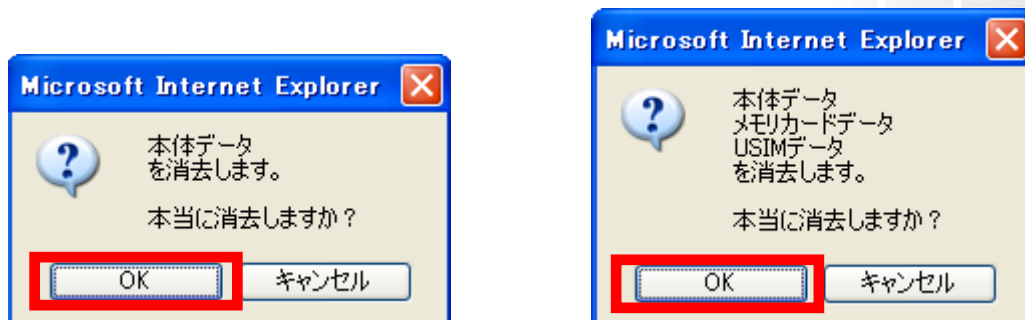 Microsoft Internet Explorer
本体データ
を消去します。
本当に消去しますか？
OK
キャンセル
Microsoft Internet Explorer
本体データ
メモリカードデータ
USIMデータ
を消去します。
本当に消去しますか？
OK
キャンセル